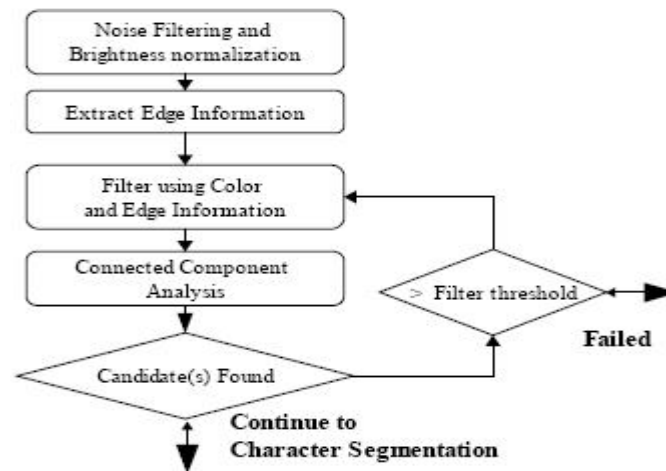 Noise Filtering and
Brightness normalization
Extract Edge Information
Filter using Color
and Edge Information
Connected Component
Analysis
> Filter threshold
Failed
Candidate(s) Found
Continue to
Character Segmentation